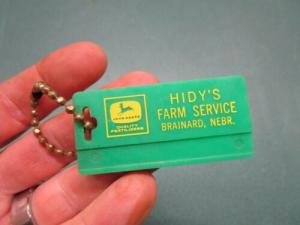 JOHN DEERE
QUALITY
FERTILIZERS
HIDY'S
FARM SERVICE
BRAINARD, NEBR.